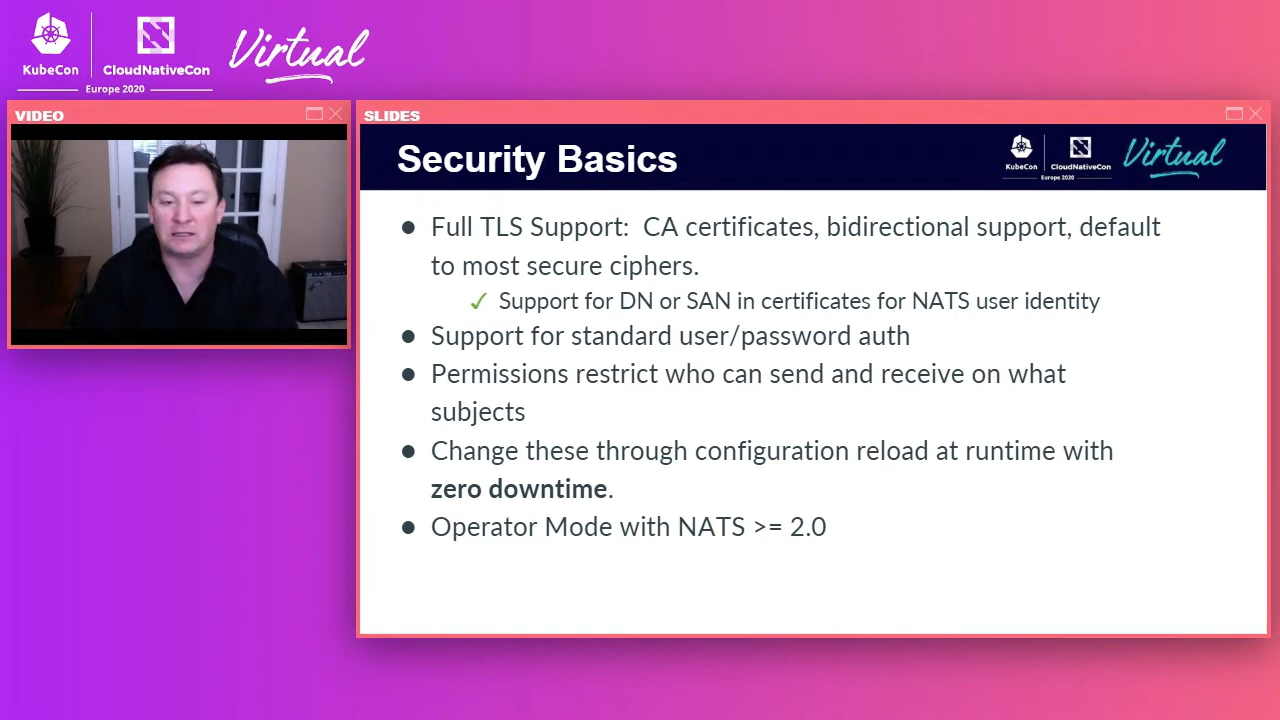 KubeCon
CloudNativeCon
Europe 2020
Virtual
VIDEO
SLIDES
Security Basics
KubeCon
CloudNativeCon
Europe 2020
Virtual
● Full TLS Support: CA certificates, bidirectional support, default
to most secure ciphers.
✓ Support for DN or SAN in certificates for NATS user identity
● Support for standard user/password auth
● Permissions restrict who can send and receive on what
subjects
● Change these through configuration reload at runtime with
zero downtime.
● Operator Mode with NATS >= 2.0